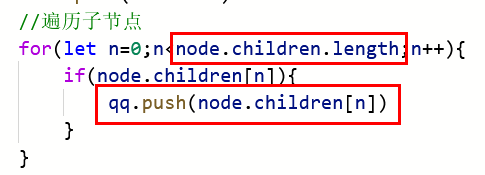 //遍历子节点
for(let n=0;n<node.children.length;n++){
if(node.children[n]){
qq.push(node.children[n])
}
}